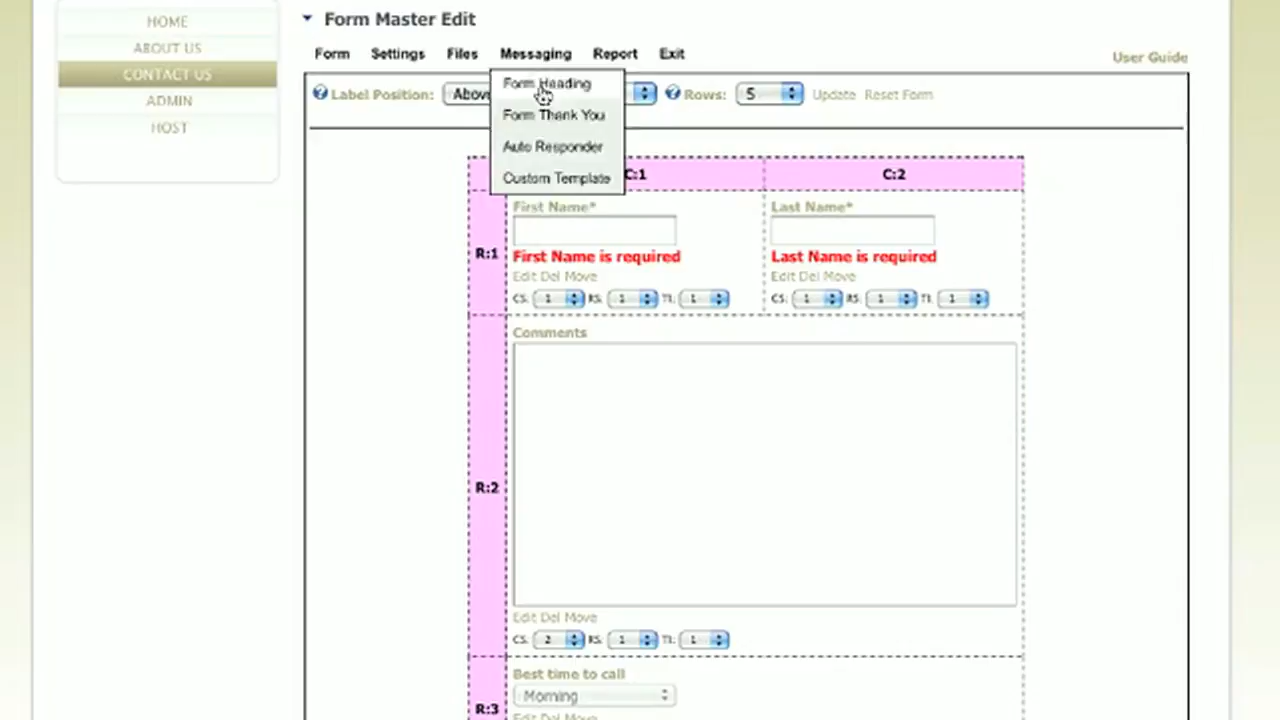 HOME
ABOUT US
CONTACT US
ADMIN
HOST
Form Master Edit
Form Settings Files Messaging Report Exit
User Guide
Label Position: Above Rows: 5 Update Reset Form
Form Heading
Form Thank You
Auto Responder
Custom Template
C:1 C:2
R:1
First Name* Last Name*
First Name is required Last Name is required
Edit Del Move Edit Del Move
CS: 1 RS: 1 TI: 1 CS: 1 RS: 1 TI: 1
R:2
Comments
Edit Del Move
CS: 2 RS: 1 TI: 1
R:3
Best time to call
Morning
Edit Del Move